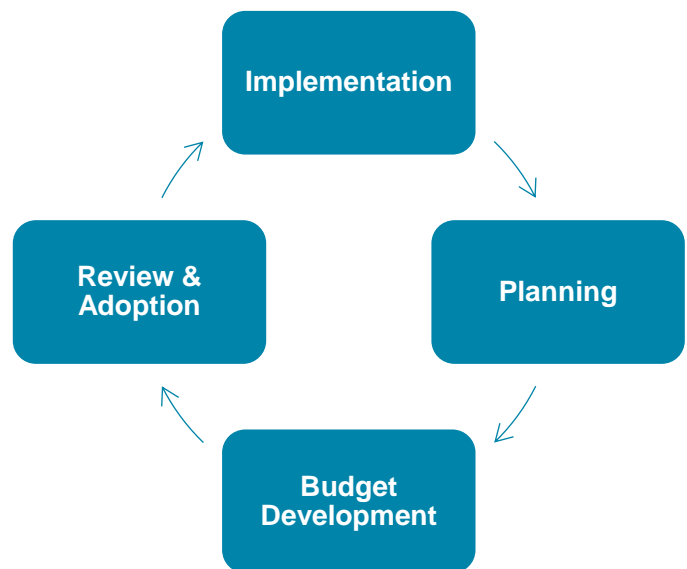 Implementation
Review &
Adoption
Planning
Budget
Development